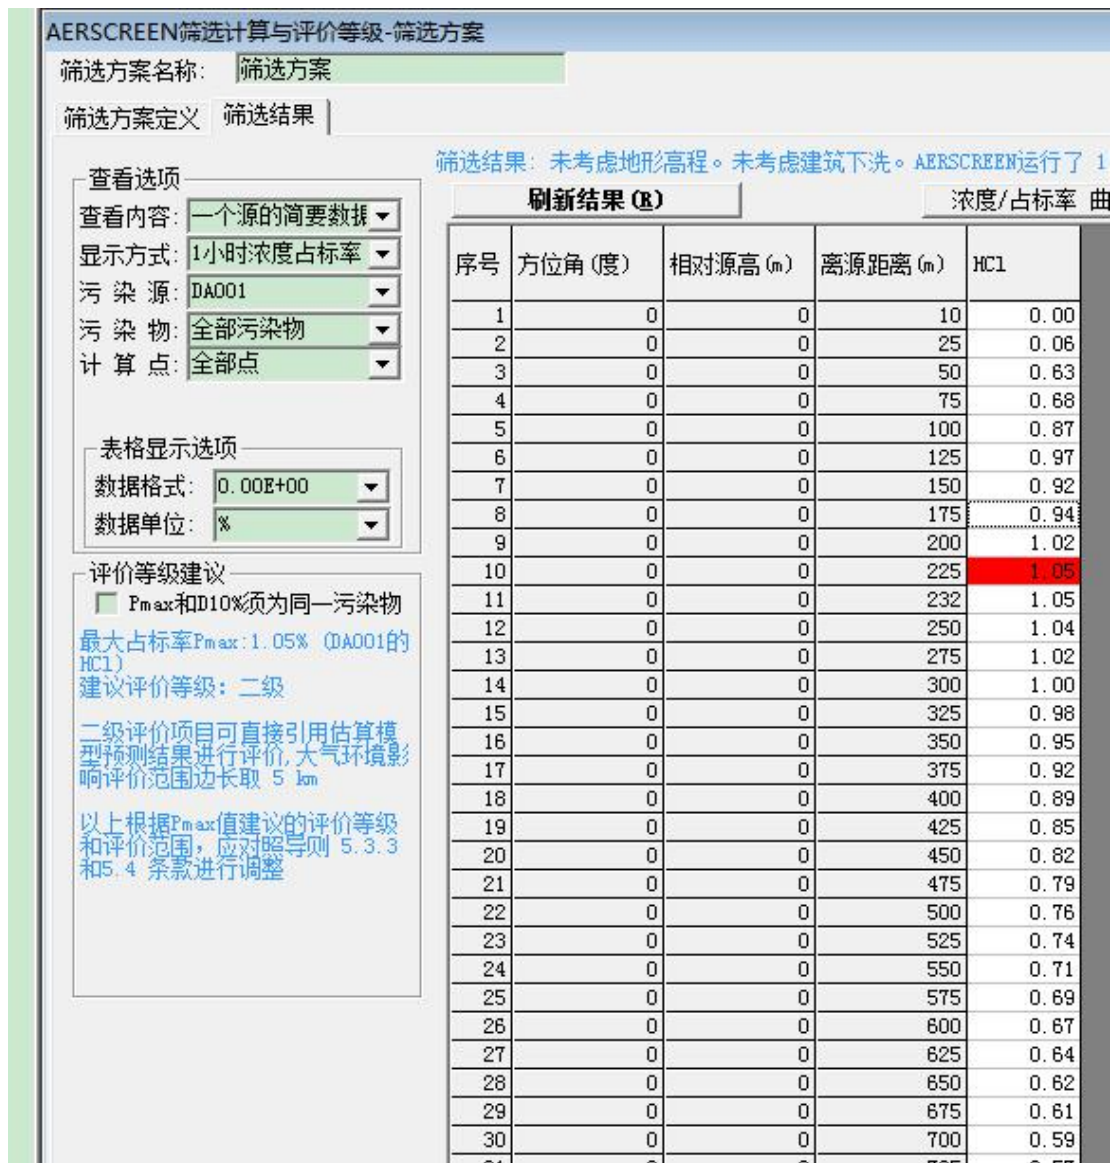 AERSCREEN筛选计算与评价等级-筛选方案
筛选方案名称: 筛选方案
筛选方案定义 筛选结果
筛选结果：未考虑地形高程。未考虑建筑下洗。AERSCREEN运行了 1
刷新结果(R) 浓度/占标率 曲
查看选项
查看内容: 一个源的简要数据
显示方式: 1小时浓度占标率
污 染 源: DA001
污 染 物: 全部污染物
计 算 点: 全部点
表格显示选项
数据格式: 0.00E+00
数据单位: %
评价等级建议
Pmax和D10%须为同一污染物
最大占标率Pmax:1.05% (DA001的
HCl)
建议评价等级: 二级
二级评价项目可直接引用估算模
型预测结果进行评价,大气环境影
响评价范围边长取 5 km
以上根据Pmax值建议的评价等级
和评价范围，应对照导则 5.3.3
和5.4 条款进行调整
序号 方位角(度) 相对源高(m) 离源距离(m) HCl
1 0 0 10 0.00
2 0 0 25 0.06
3 0 0 50 0.63
4 0 0 75 0.68
5 0 0 100 0.87
6 0 0 125 0.97
7 0 0 150 0.92
8 0 0 175 0.94
9 0 0 200 1.02
10 0 0 225 1.05
11 0 0 232 1.05
12 0 0 250 1.04
13 0 0 275 1.02
14 0 0 300 1.00
15 0 0 325 0.98
16 0 0 350 0.95
17 0 0 375 0.92
18 0 0 400 0.89
19 0 0 425 0.85
20 0 0 450 0.82
21 0 0 475 0.79
22 0 0 500 0.76
23 0 0 525 0.74
24 0 0 550 0.71
25 0 0 575 0.69
26 0 0 600 0.67
27 0 0 625 0.64
28 0 0 650 0.62
29 0 0 675 0.61
30 0 0 700 0.59